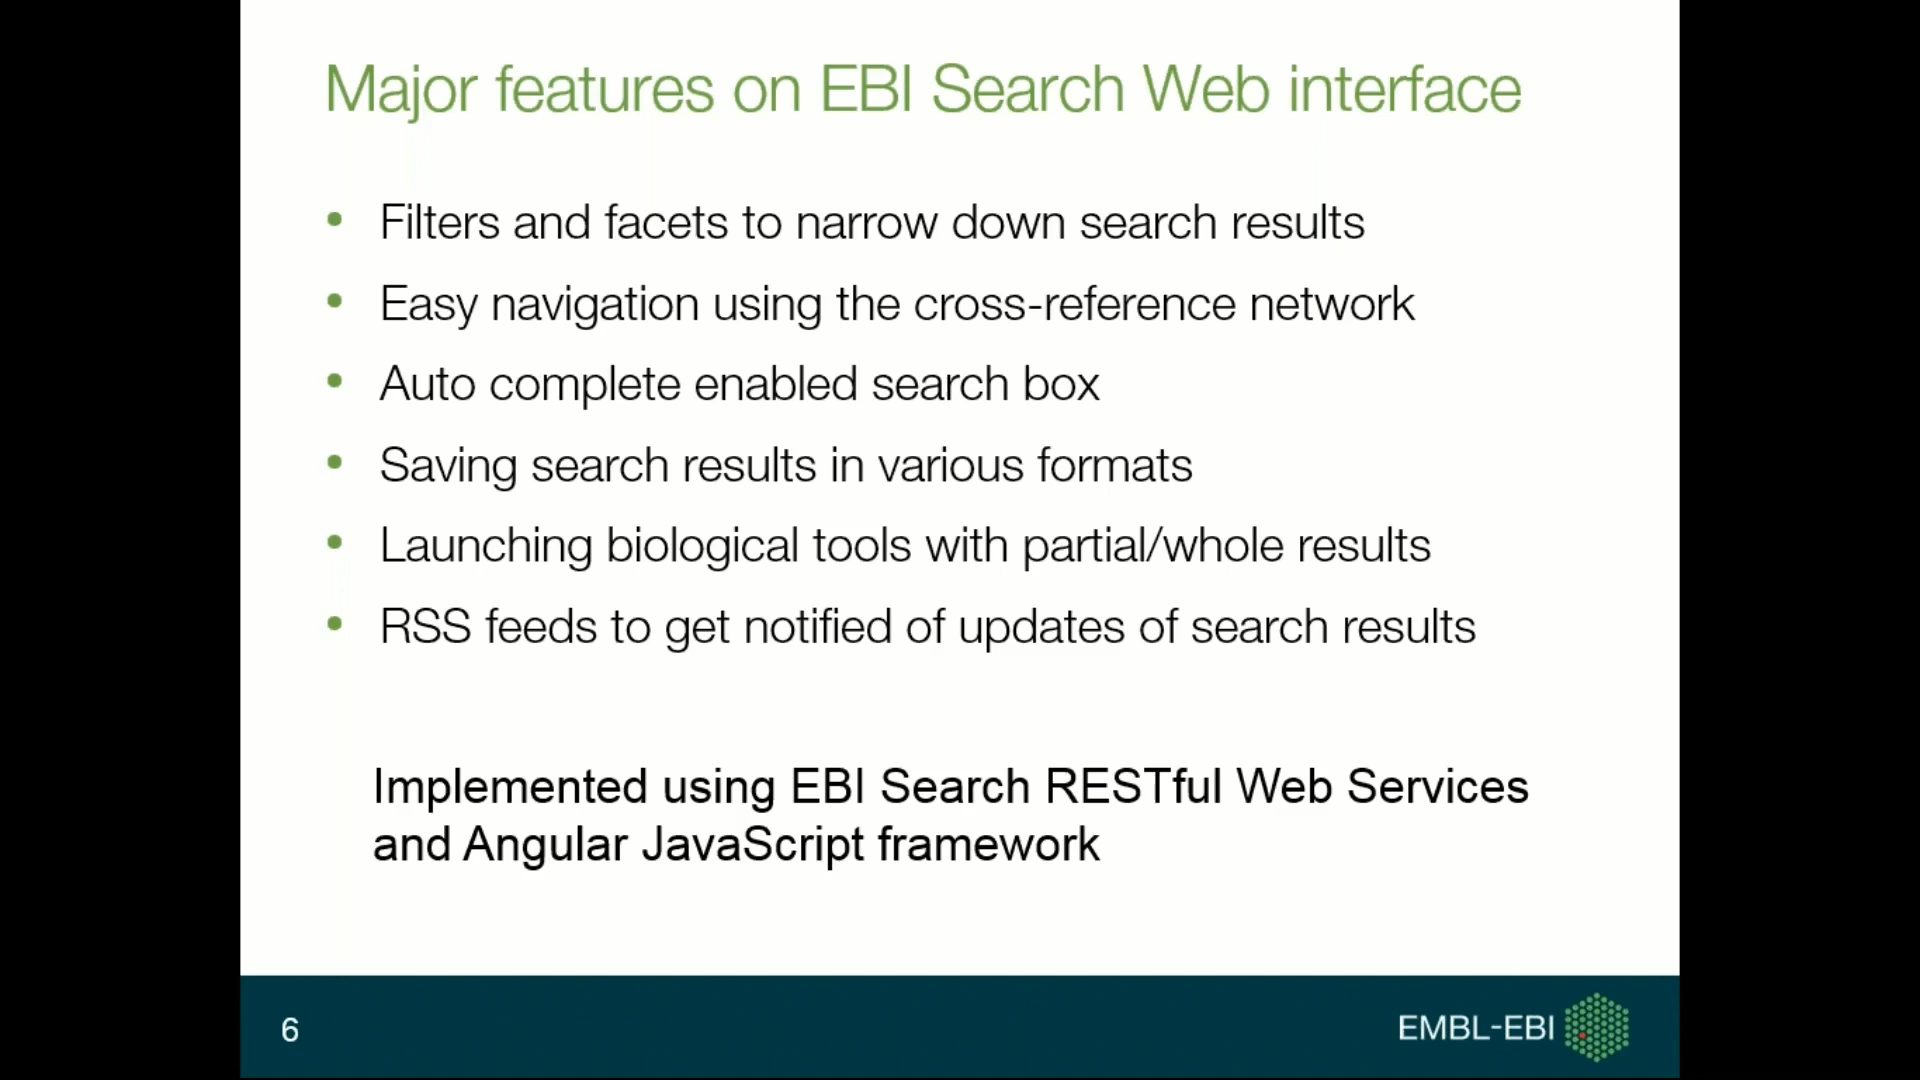 Major features on EBI Search Web interface
• Filters and facets to narrow down search results
• Easy navigation using the cross-reference network
• Auto complete enabled search box
• Saving search results in various formats
• Launching biological tools with partial/whole results
• RSS feeds to get notified of updates of search results
Implemented using EBI Search RESTful Web Services
and Angular JavaScript framework
6
EMBL-EBI